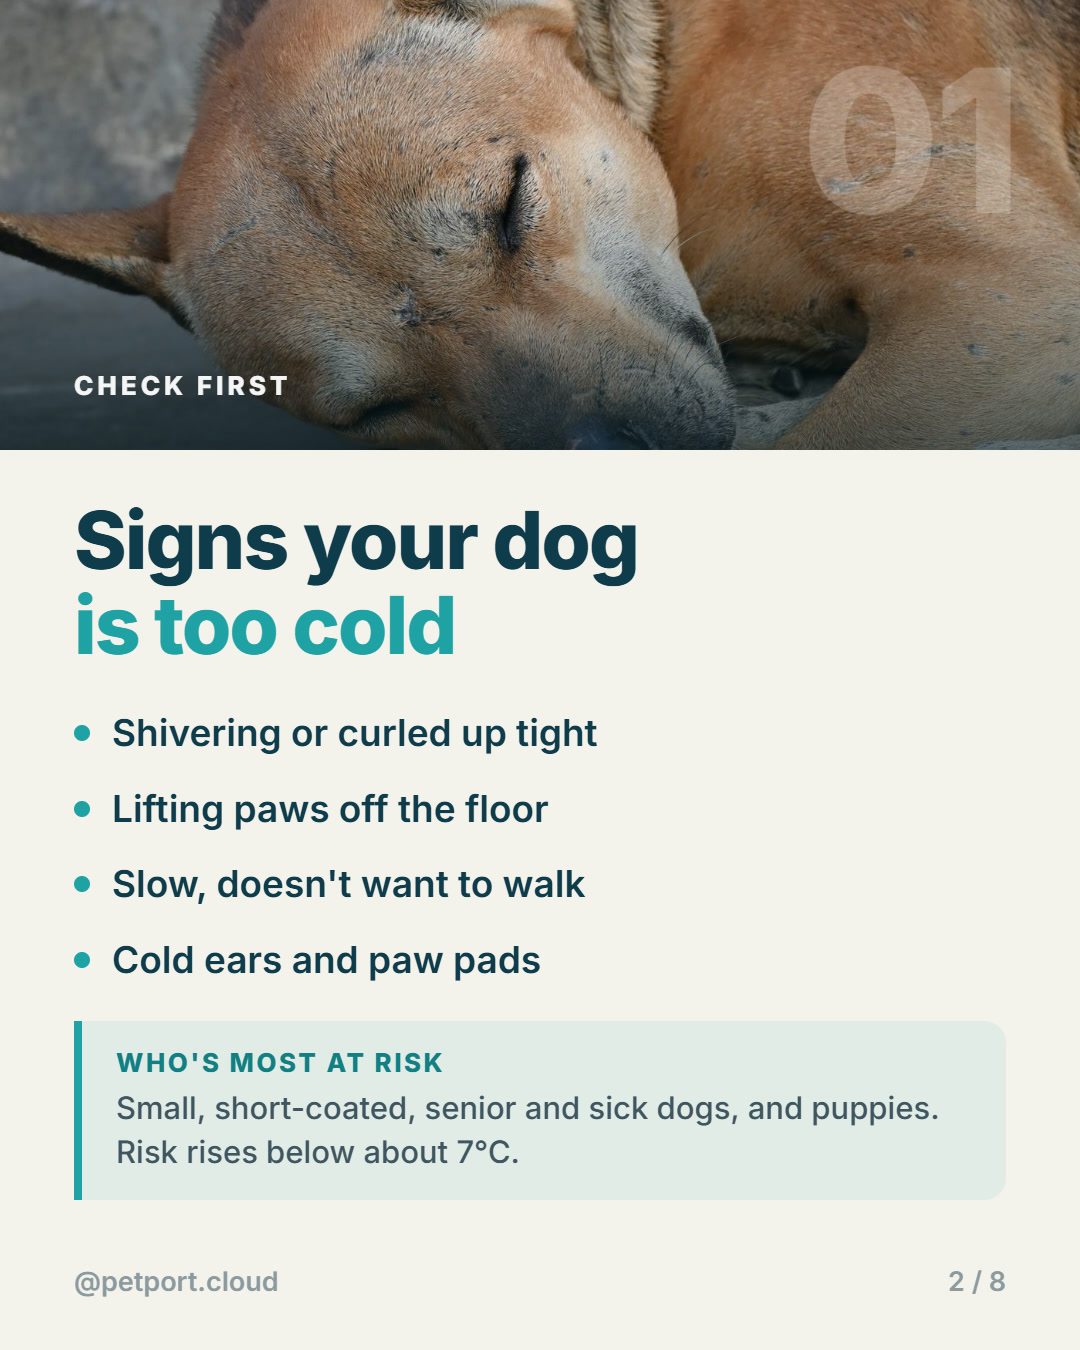 01
CHECK FIRST
Signs your dog
is too cold
Shivering or curled up tight
Lifting paws off the floor
Slow, doesn't want to walk
Cold ears and paw pads
WHO'S MOST AT RISK
Small, short-coated, senior and sick dogs, and puppies.
Risk rises below about 7°C.
@petport.cloud
2 / 8